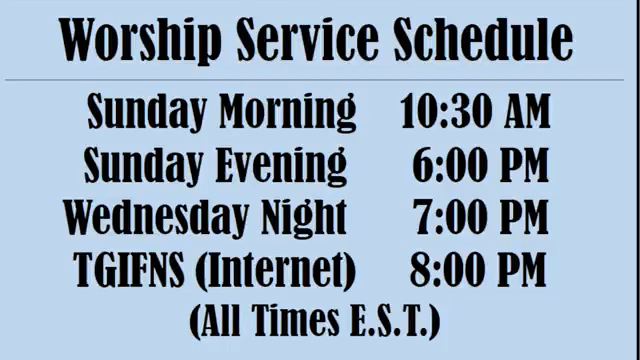 Worship Service Schedule
Sunday Morning 10:30 AM
Sunday Evening 6:00 PM
Wednesday Night 7:00 PM
TGIFNS (Internet) 8:00 PM
(All Times E.S.T.)